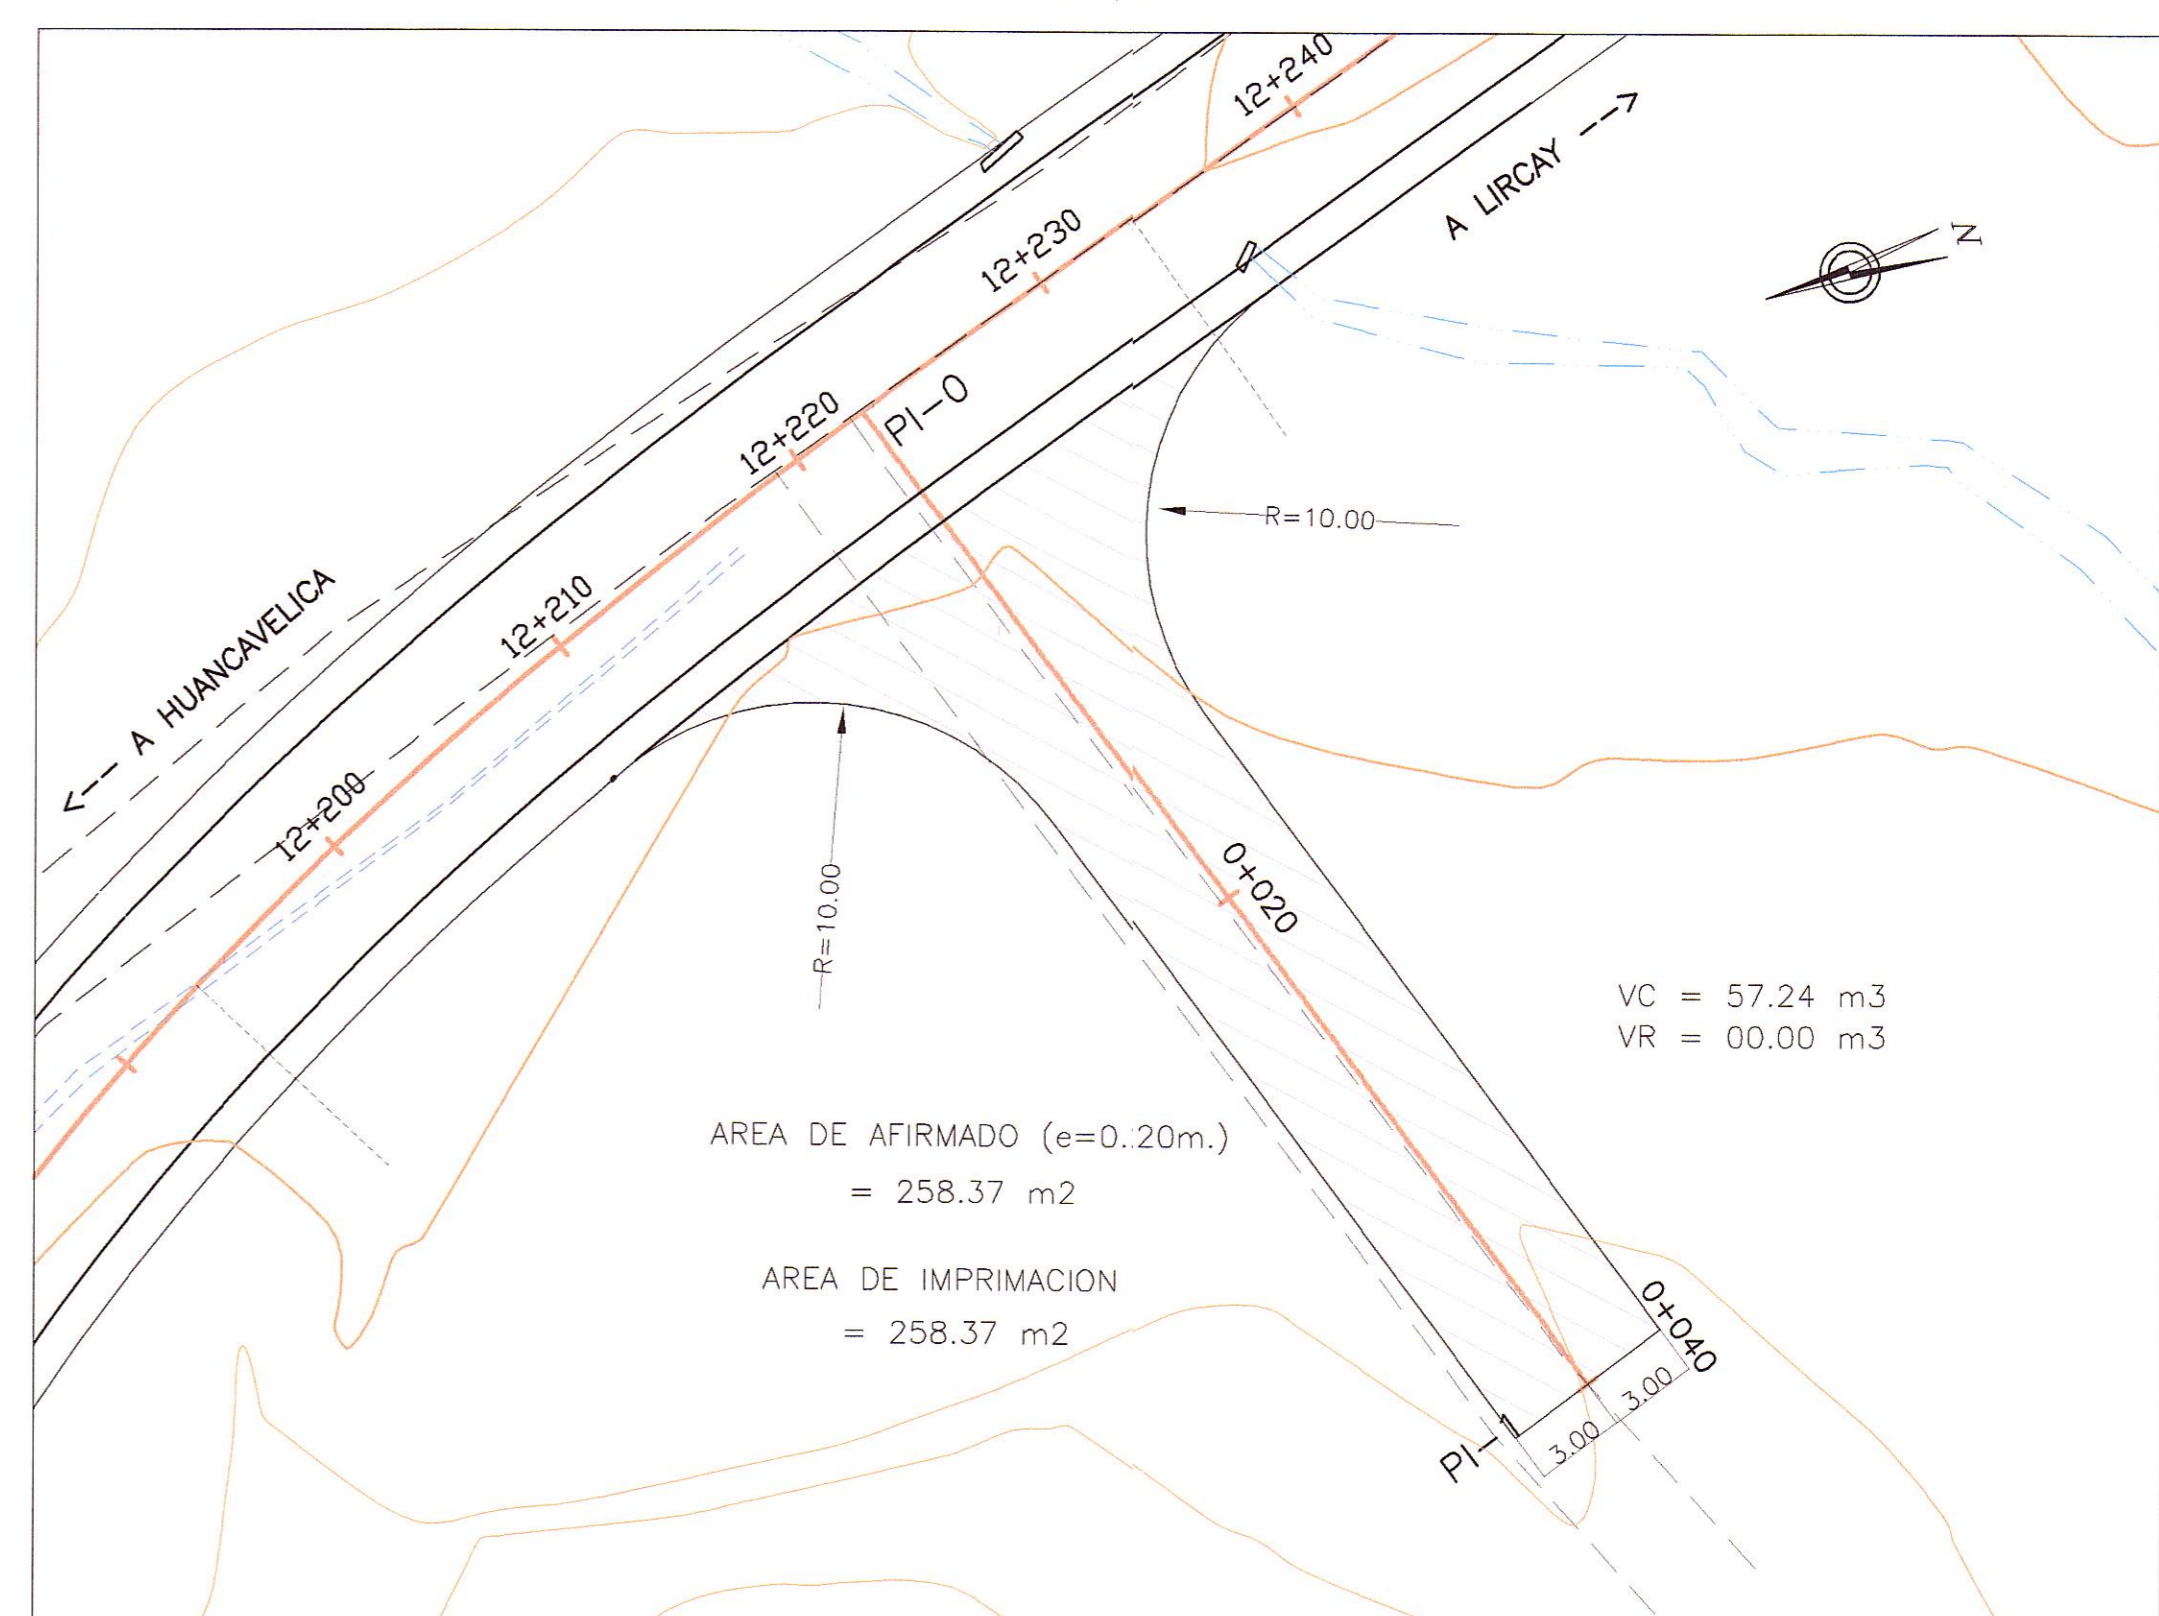 12+240
A LIRCAY --->
N
12+230
PI-0
12+220
R=10.00
12+210
<--- A HUANCAVELICA
12+200
R=10.00
0+020
VC = 57.24 m3
VR = 00.00 m3
AREA DE AFIRMADO (e=0.20m.)
= 258.37 m2
AREA DE IMPRIMACION
= 258.37 m2
0+040
3.00
3.00
PI-1